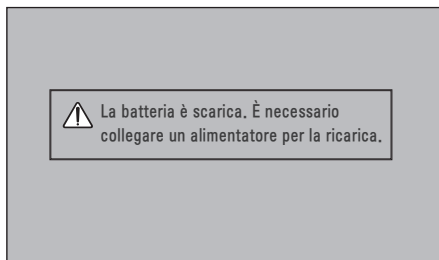 La batteria è scarica. È necessario
collegare un alimentatore per la ricarica.